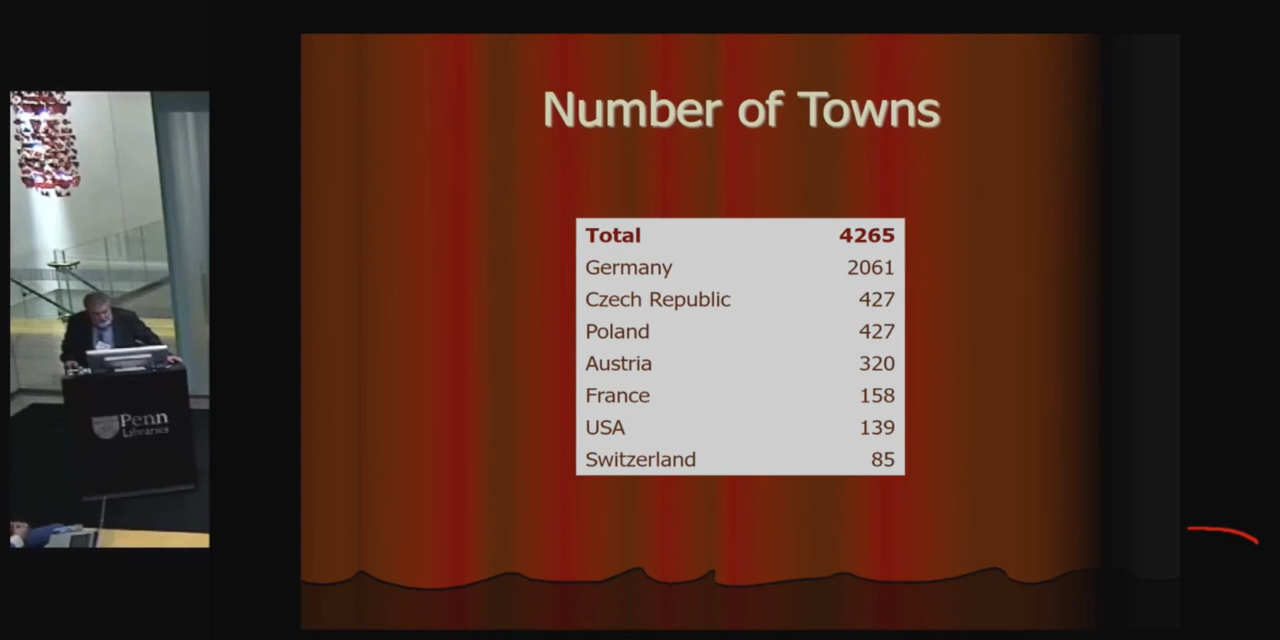 Number of Towns
Total 4265
Germany 2061
Czech Republic 427
Poland 427
Austria 320
France 158
USA 139
Switzerland 85
Penn
Libraries